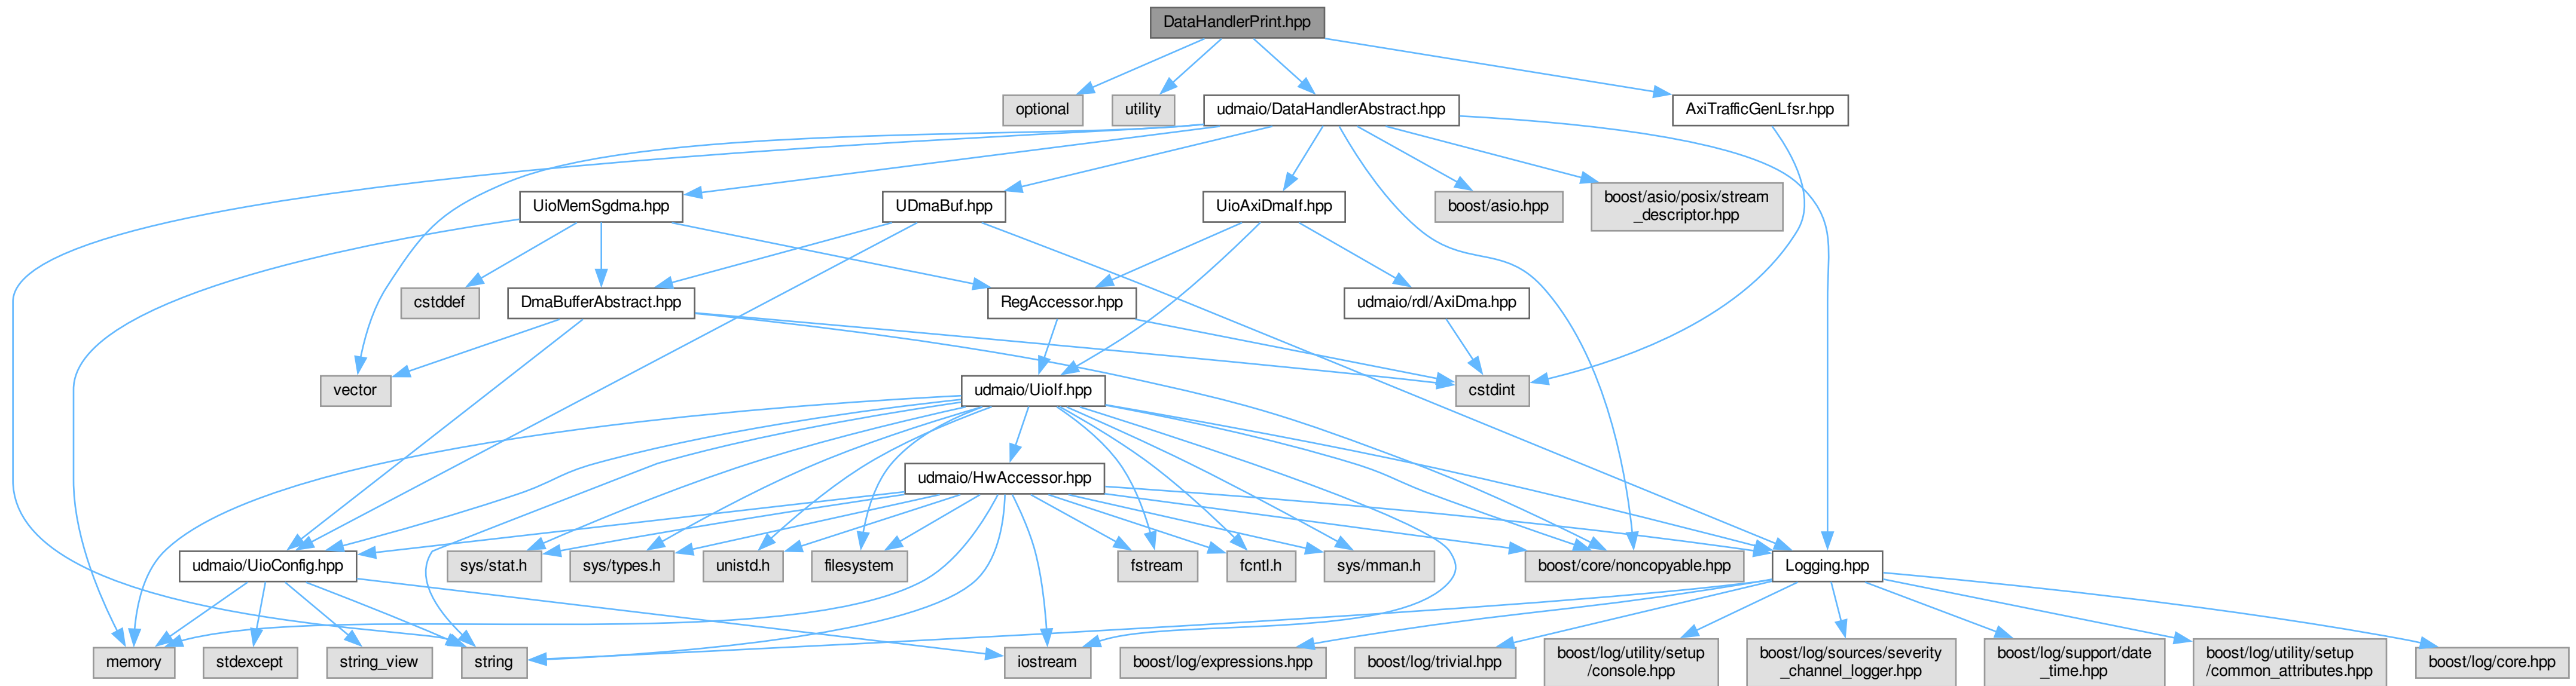 DataHandlerPrint.hpp
optional
utility
udmaio/DataHandlerAbstract.hpp
AxiTrafficGenLfsr.hpp
UioMemSgdma.hpp
UDmaBuf.hpp
UioAxiDmaIf.hpp
boost/asio.hpp
boost/asio/posix/stream
_descriptor.hpp
cstddef
DmaBufferAbstract.hpp
RegAccessor.hpp
udmaio/rdl/AxiDma.hpp
vector
udmaio/UioIf.hpp
cstdint
udmaio/HwAccessor.hpp
udmaio/UioConfig.hpp
sys/stat.h
sys/types.h
unistd.h
filesystem
fstream
fcntl.h
sys/mman.h
boost/core/noncopyable.hpp
Logging.hpp
memory
stdexcept
string_view
string
iostream
boost/log/expressions.hpp
boost/log/trivial.hpp
boost/log/utility/setup
/console.hpp
boost/log/sources/severity
_channel_logger.hpp
boost/log/support/date
_time.hpp
boost/log/utility/setup
/common_attributes.hpp
boost/log/core.hpp